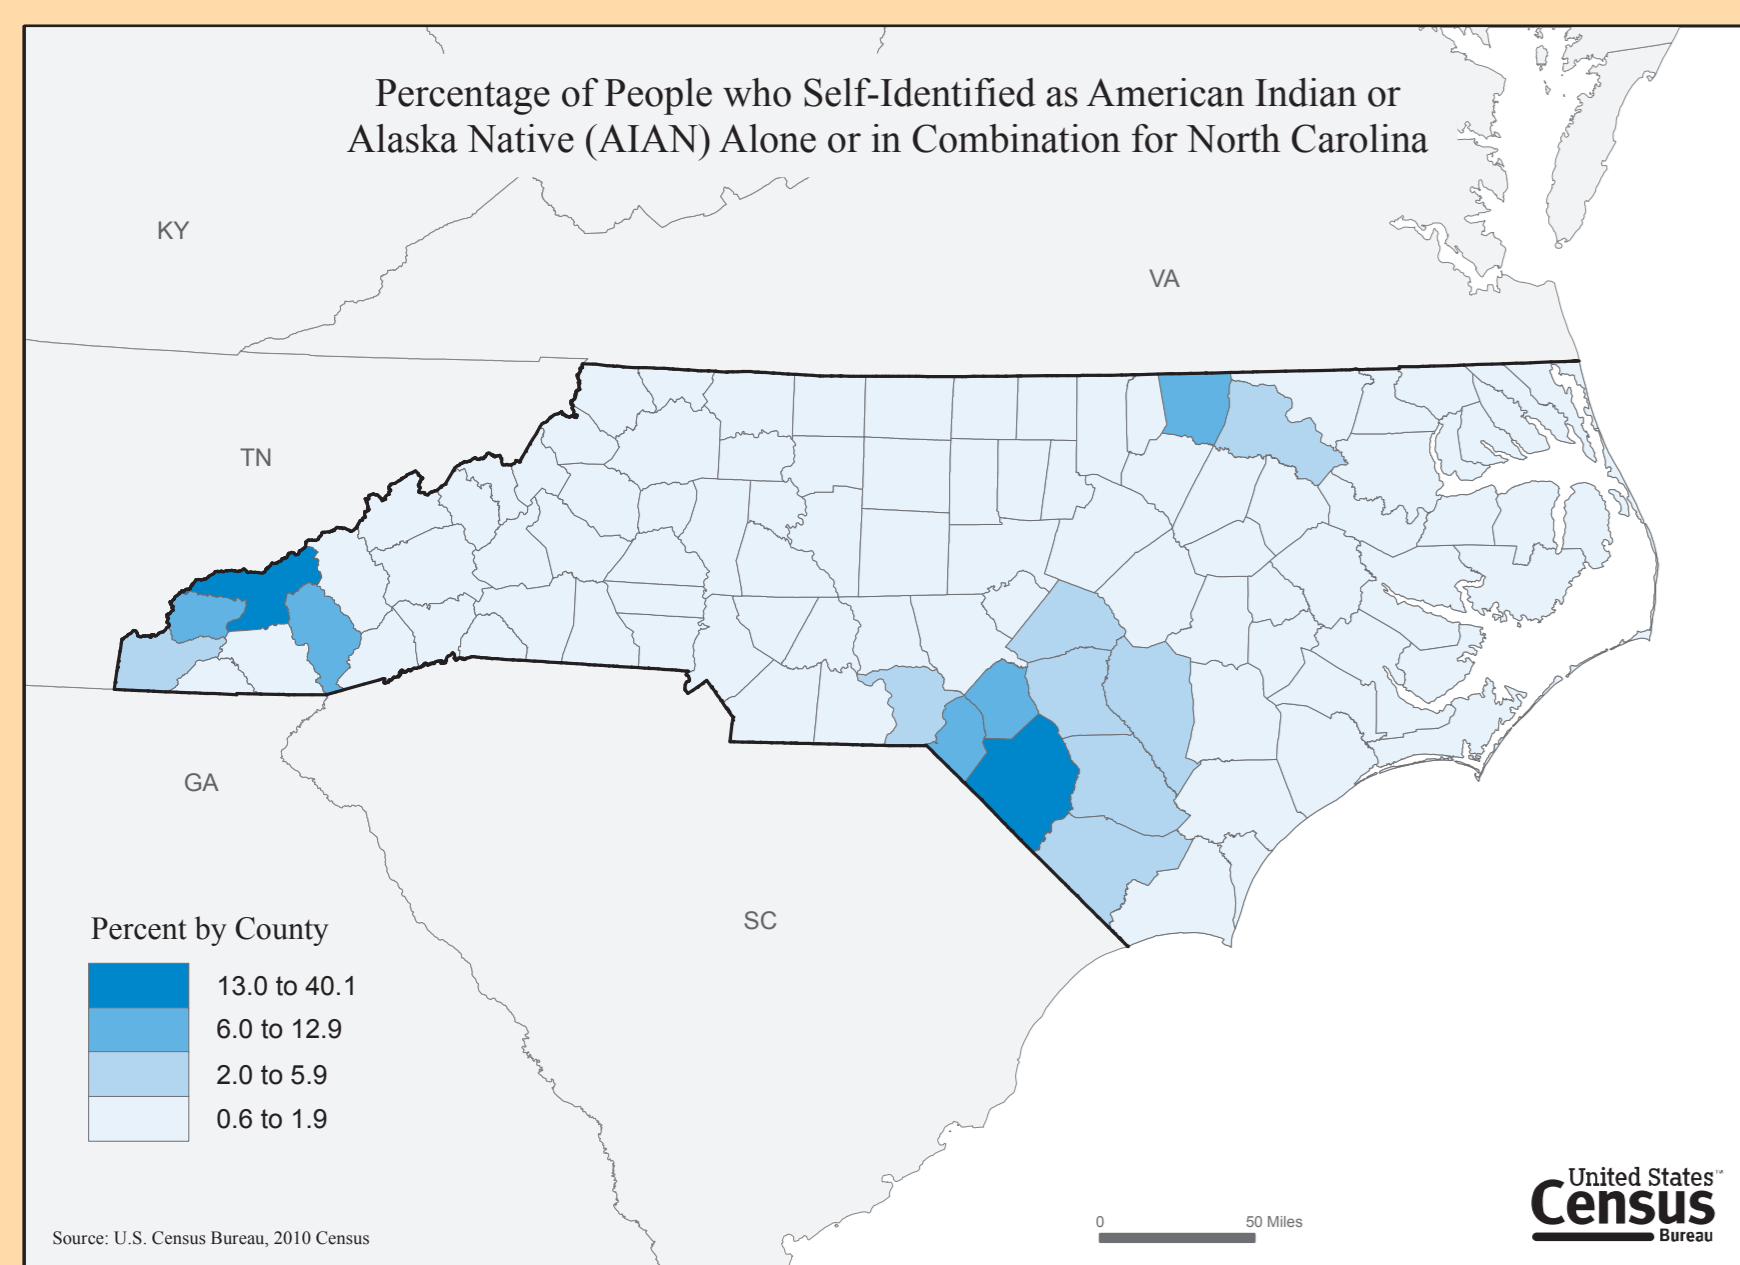 Percentage of People who Self-Identified as American Indian or
Alaska Native (AIAN) Alone or in Combination for North Carolina
KY
VA
TN
GA
SC
Percent by County
13.0 to 40.1
6.0 to 12.9
2.0 to 5.9
0.6 to 1.9
Source: U.S. Census Bureau, 2010 Census
0 50 Miles
United States™
Census
Bureau